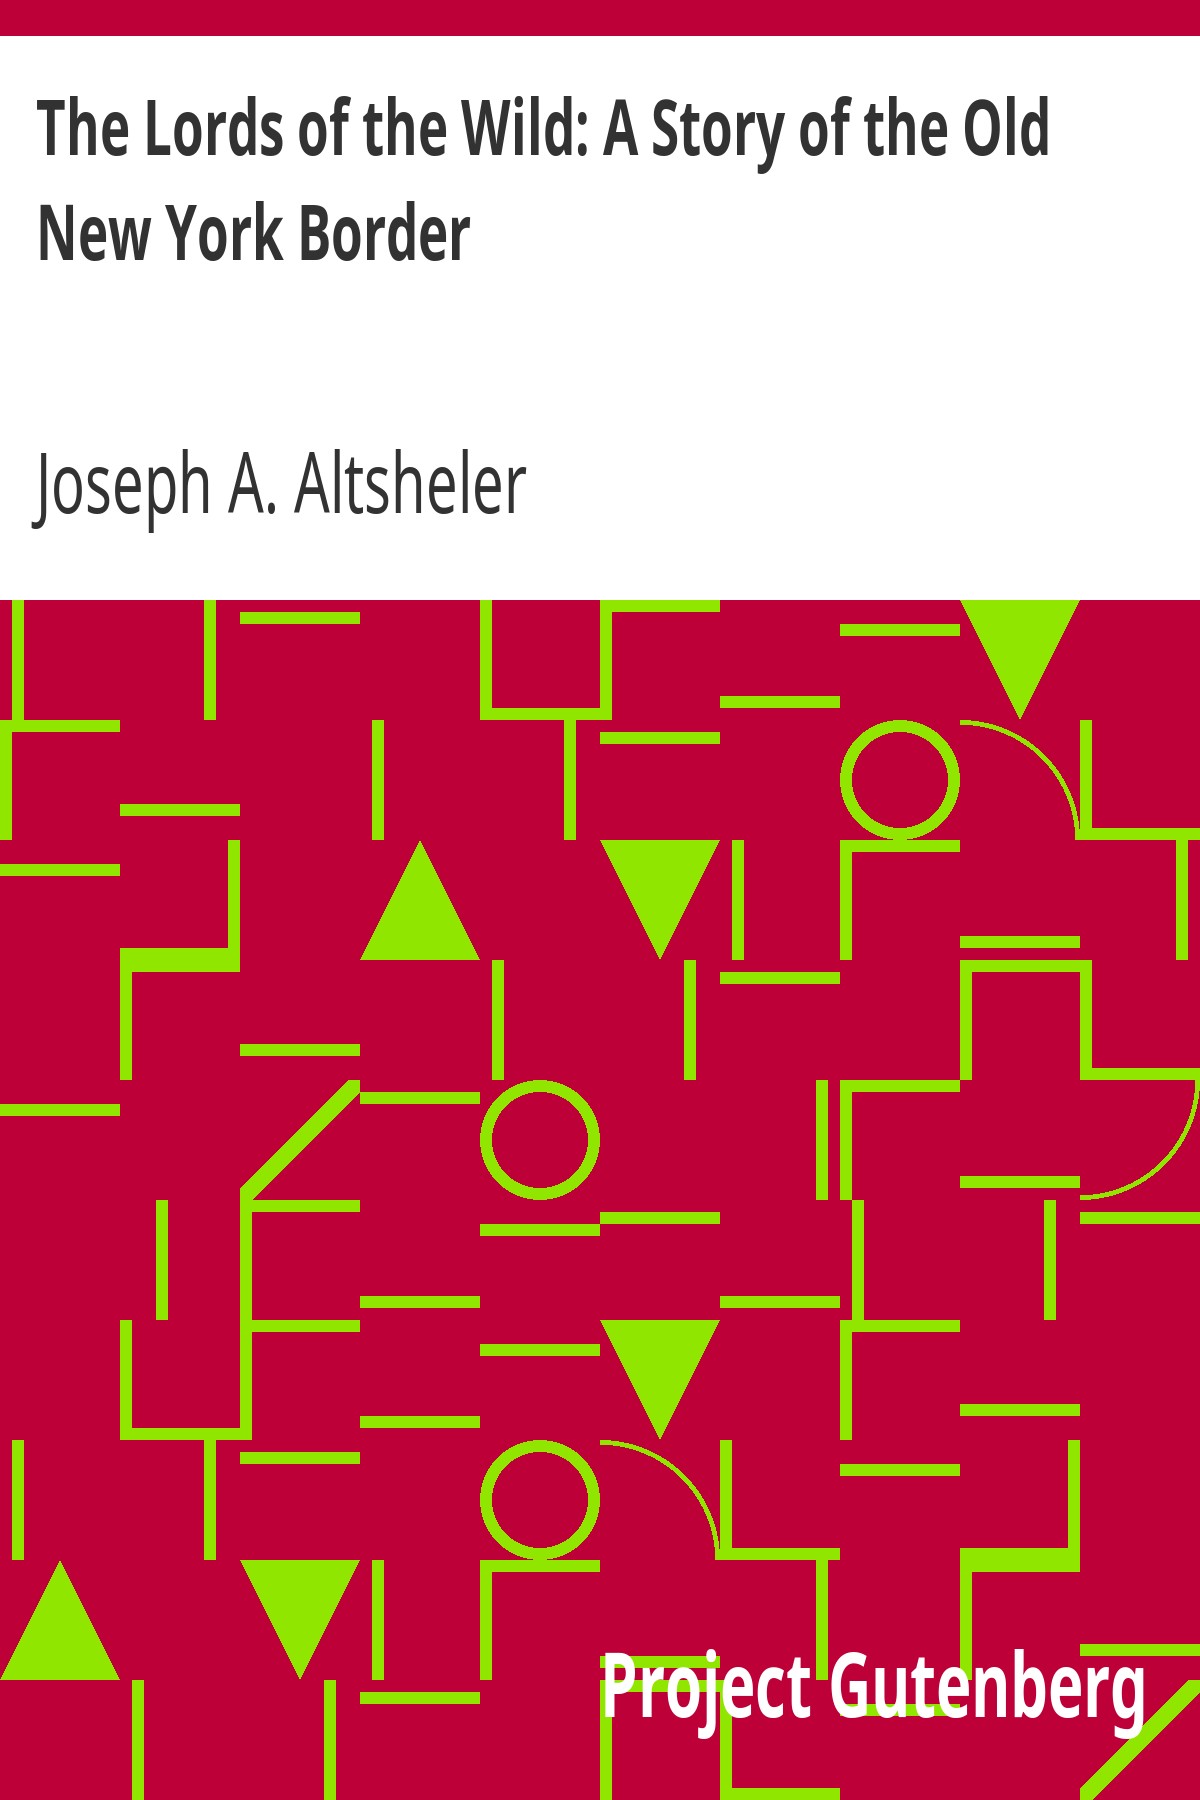 The Lords of the Wild: A Story of the Old
New York Border
Joseph A. Altsheler
Project Gutenberg